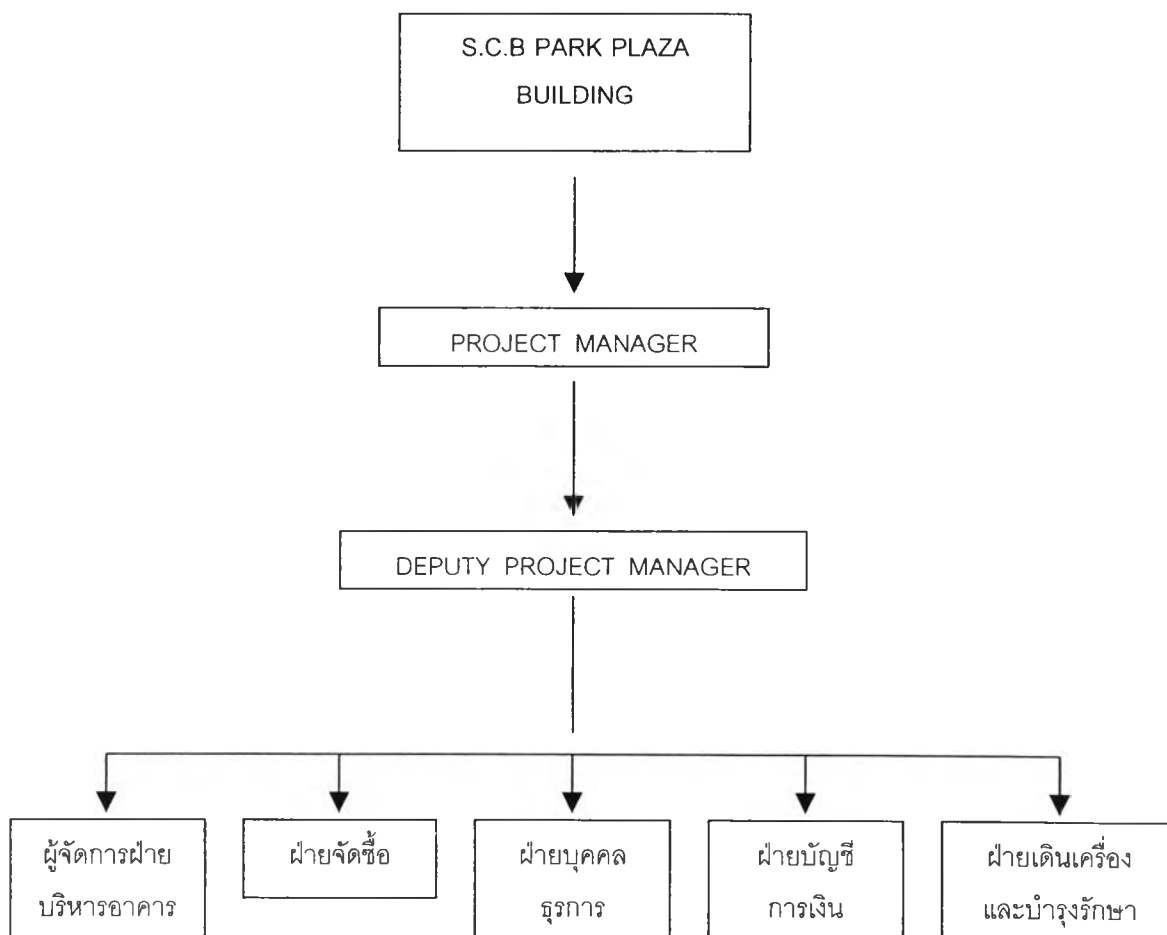 S.C.B PARK PLAZA
BUILDING
PROJECT MANAGER
DEPUTY PROJECT MANAGER
ผู้จัดการฝ่าย
บริหารอาคาร
ฝ่ายจัดซื้อ
ฝ่ายบุคคล
ธุรการ
ฝ่ายบัญชี
การเงิน
ฝ่ายเดินเครื่อง
และบำรุงรักษา